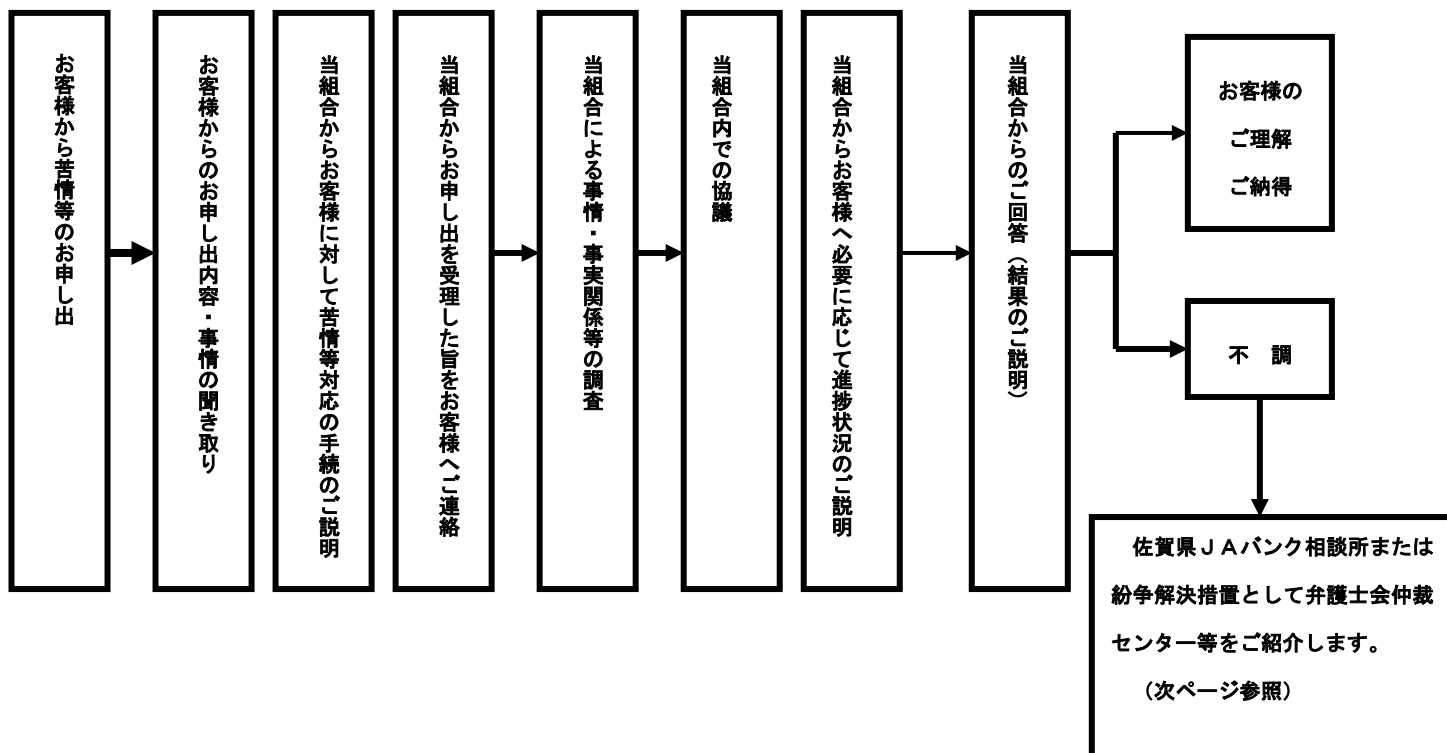 お客様から苦情等のお申し出
お客様からのお申し出内容・事情の聞き取り
当組合からお客様に対して苦情等対応の手続のご説明
当組合からお申し出を受理した旨をお客様へご連絡
当組合による事情・事実関係等の調査
当組合内での協議
当組合からお客様へ必要に応じて進捗状況のご説明
当組合からのご回答（結果のご説明）
お客様の
ご理解
ご納得
不　調
佐賀県ＪＡバンク相談所または
紛争解決措置として弁護士会仲裁
センター等をご紹介します。
（次ページ参照）